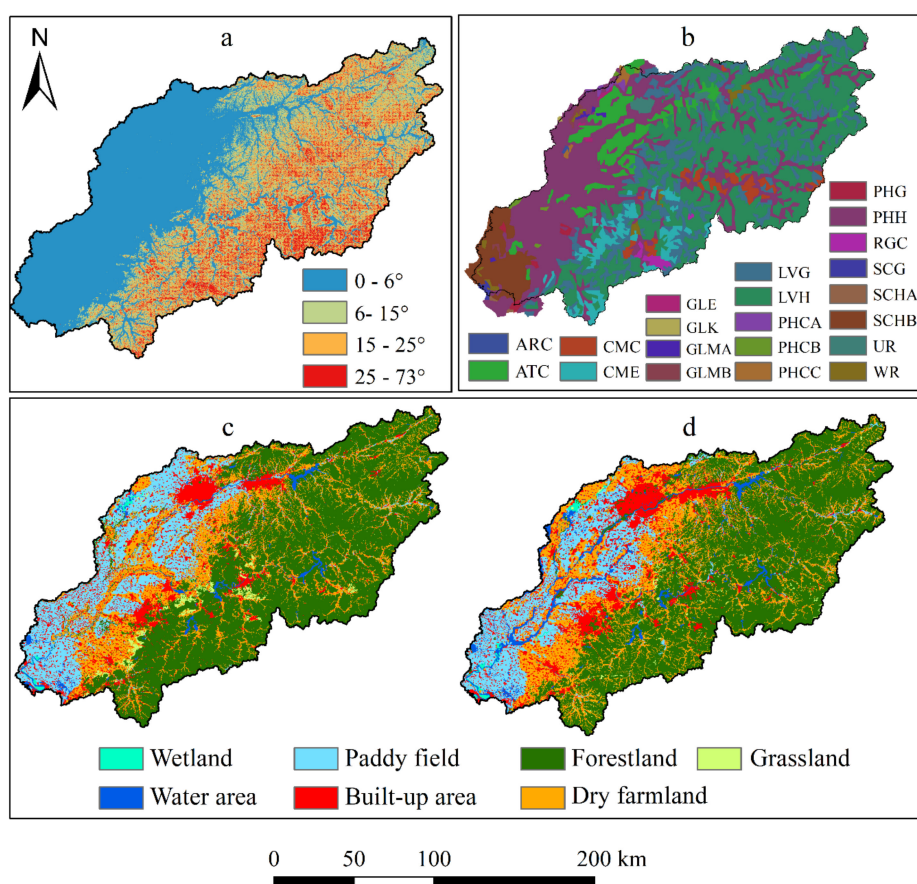 N
a
0 - 6°
6- 15°
15 - 25°
25 - 73°
b
ARC
ATC
CMC
CME
GLE
GLK
GLMA
GLMB
LVG
LVH
PHCA
PHCB
PHCC
PHG
PHH
RGC
SCG
SCHA
SCHB
UR
WR
c
d
Wetland Paddy field Forestland Grassland
Water area Built-up area Dry farmland
0 50 100 200 km